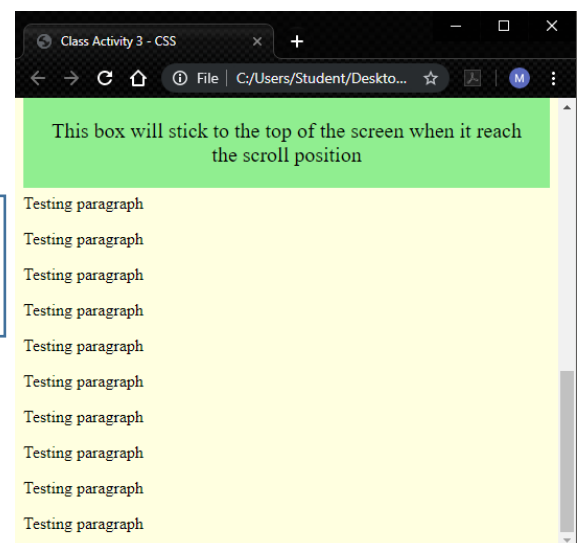 Class Activity 3 - CSS
File C:/Users/Student/Deskto...
M
This box will stick to the top of the screen when it reach
the scroll position
Testing paragraph
Testing paragraph
Testing paragraph
Testing paragraph
Testing paragraph
Testing paragraph
Testing paragraph
Testing paragraph
Testing paragraph
Testing paragraph